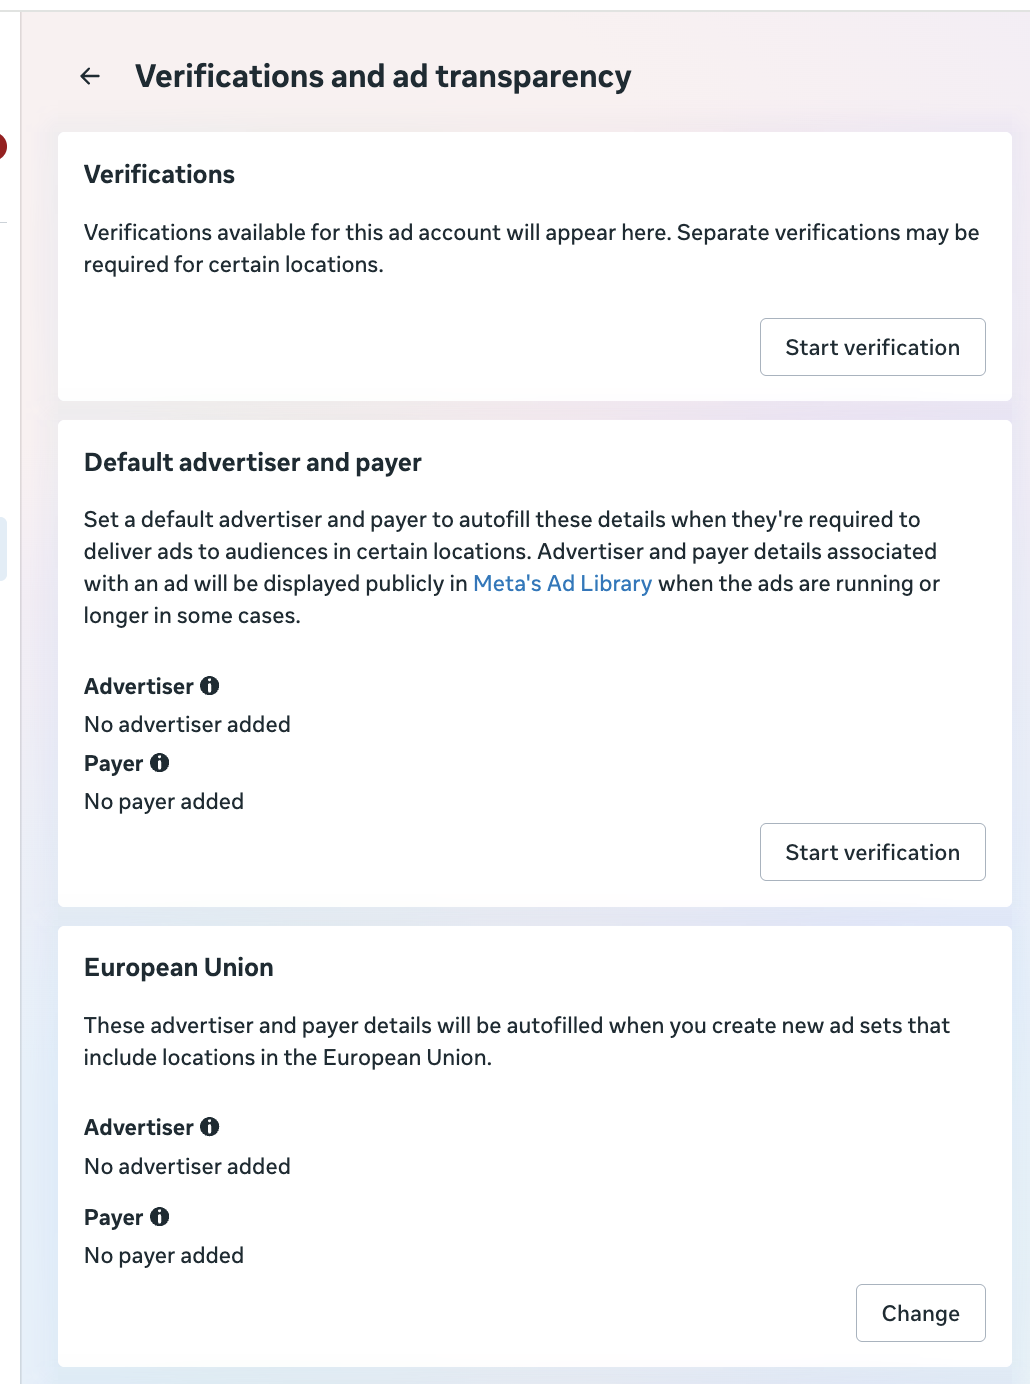 Verifications and ad transparency
Verifications
Verifications available for this ad account will appear here. Separate verifications may be
required for certain locations.
Start verification
Default advertiser and payer
Set a default advertiser and payer to autofill these details when they're required to
deliver ads to audiences in certain locations. Advertiser and payer details associated
with an ad will be displayed publicly in Meta's Ad Library when the ads are running or
longer in some cases.
Advertiser
No advertiser added
Payer
No payer added
Start verification
European Union
These advertiser and payer details will be autofilled when you create new ad sets that
include locations in the European Union.
Advertiser
No advertiser added
Payer
No payer added
Change